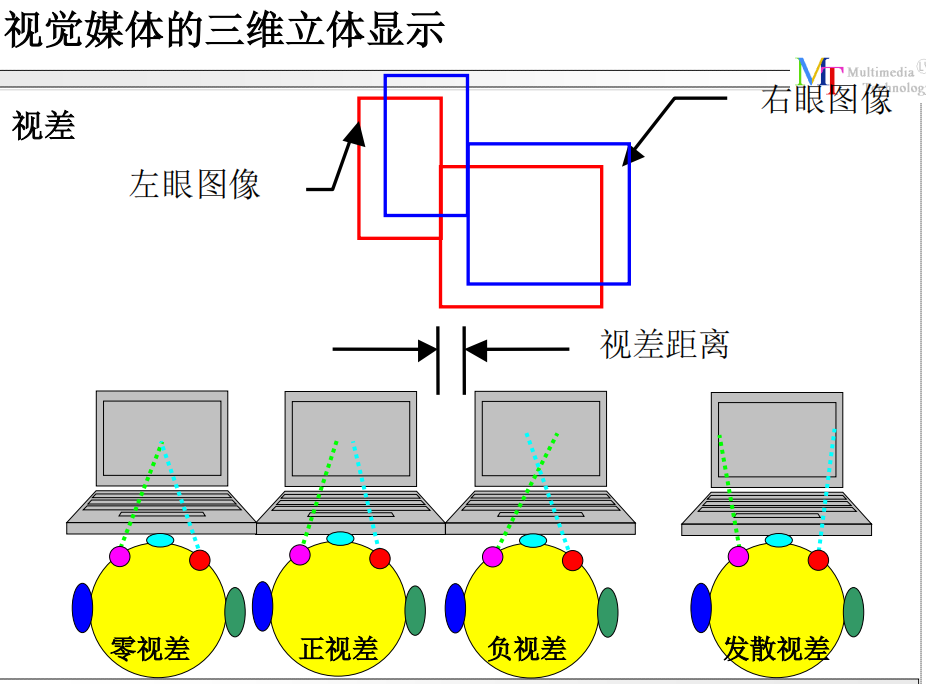 视觉媒体的三维立体显示
MT Multimedia
Technology
视差
右眼图像
左眼图像
视差距离
零视差
正视差
负视差
发散视差